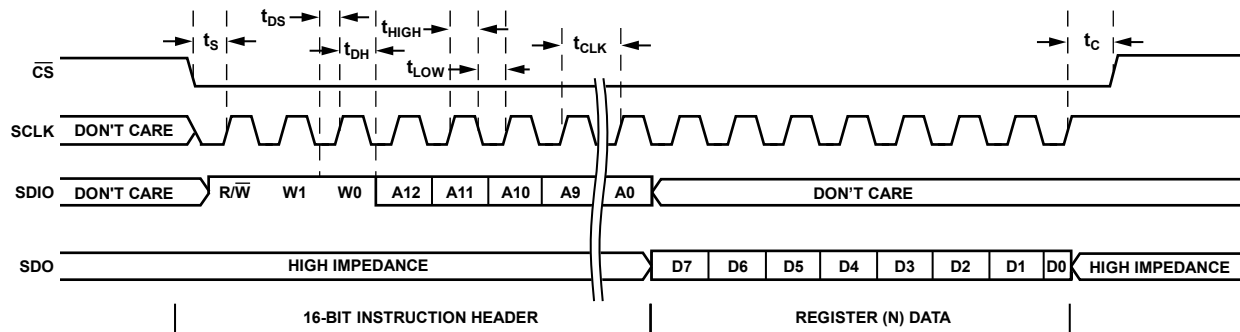 tDS
tHIGH
tS
tDH
tCLK
tC
tLOW
CS
SCLK DON'T CARE
SDIO DON'T CARE R/W W1 W0 A12 A11 A10 A9 A0 DON'T CARE
SDO HIGH IMPEDANCE D7 D6 D5 D4 D3 D2 D1 D0 HIGH IMPEDANCE
16-BIT INSTRUCTION HEADER REGISTER (N) DATA